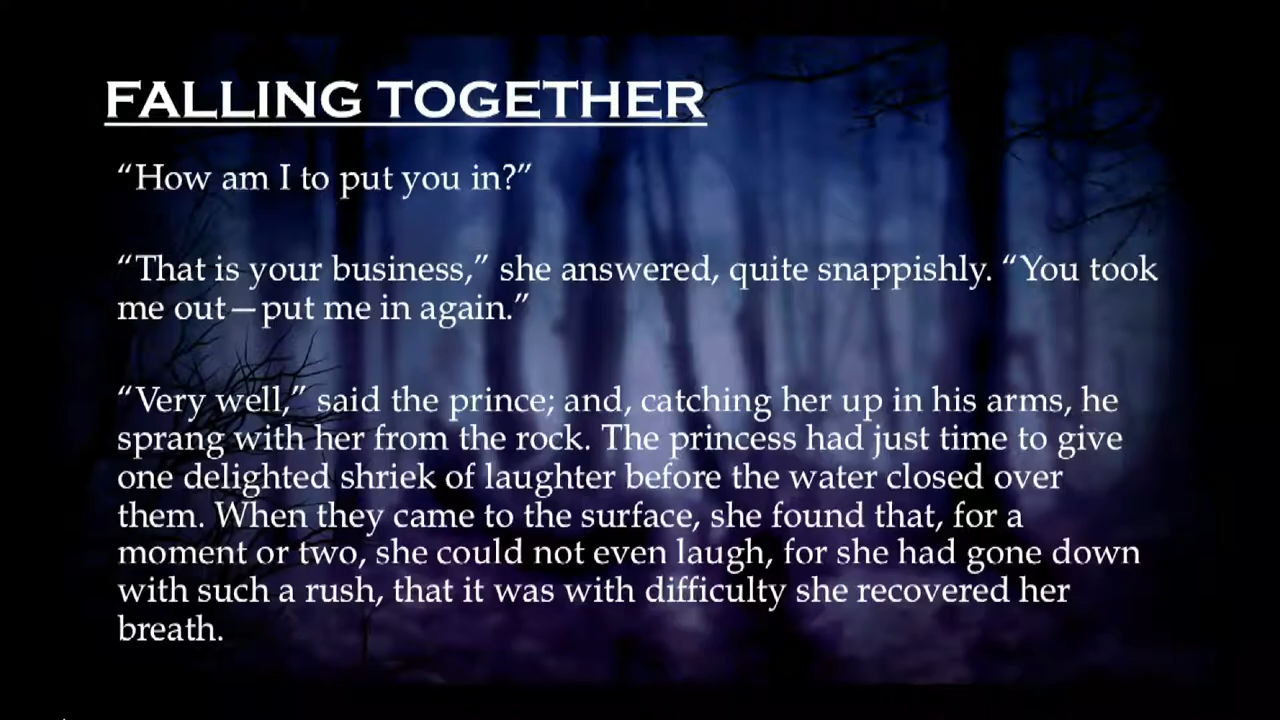 FALLING TOGETHER
“How am I to put you in?”
“That is your business,” she answered, quite snappishly. “You took
me out—put me in again.”
“Very well,” said the prince; and, catching her up in his arms, he
sprang with her from the rock. The princess had just time to give
one delighted shriek of laughter before the water closed over
them. When they came to the surface, she found that, for a
moment or two, she could not even laugh, for she had gone down
with such a rush, that it was with difficulty she recovered her
breath.